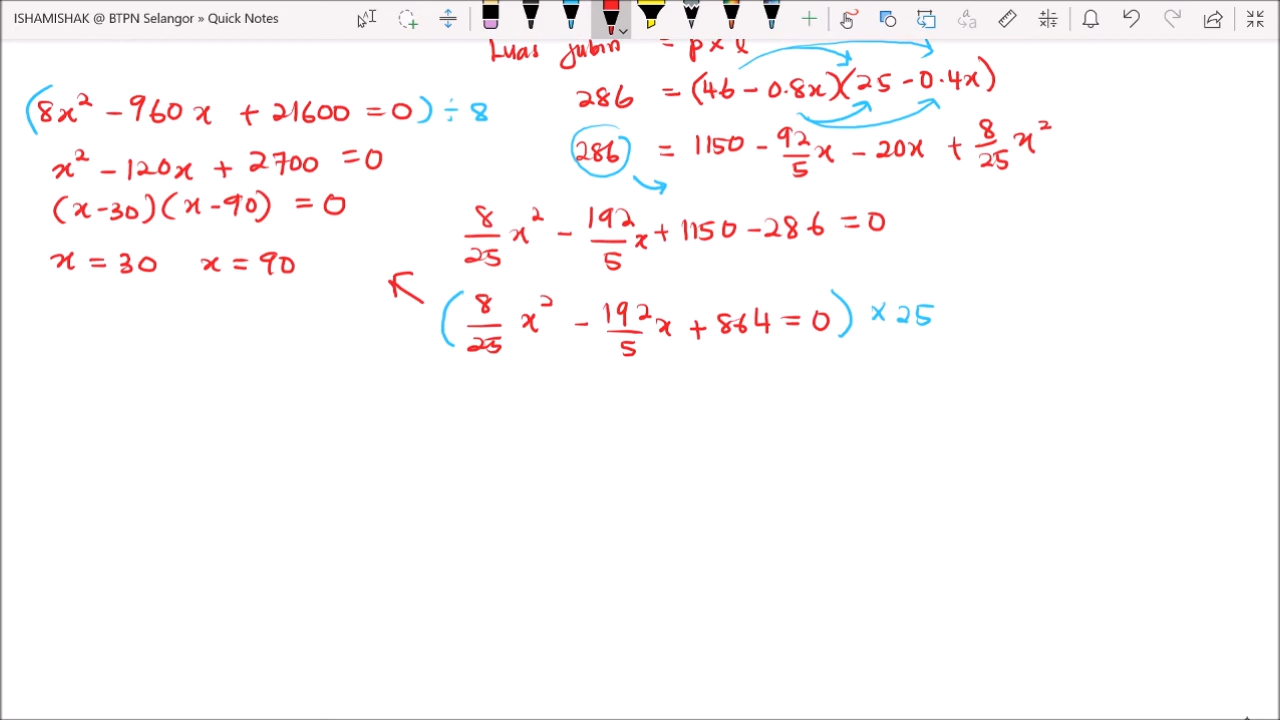 ISHAMISHAK @ BTPN Selangor » Quick Notes
Luas jubin = p × l
286 = (46 - 0.8x)(25 - 0.4x)
286 = 1150 - 92/5 x - 20x + 8/25 x²
8/25 x² - 192/5 x + 1150 - 286 = 0
(8/25 x² - 192/5 x + 864 = 0) × 25
(8x² - 960x + 21600 = 0) ÷ 8
x² - 120x + 2700 = 0
(x-30)(x-90) = 0
x = 30 x = 90